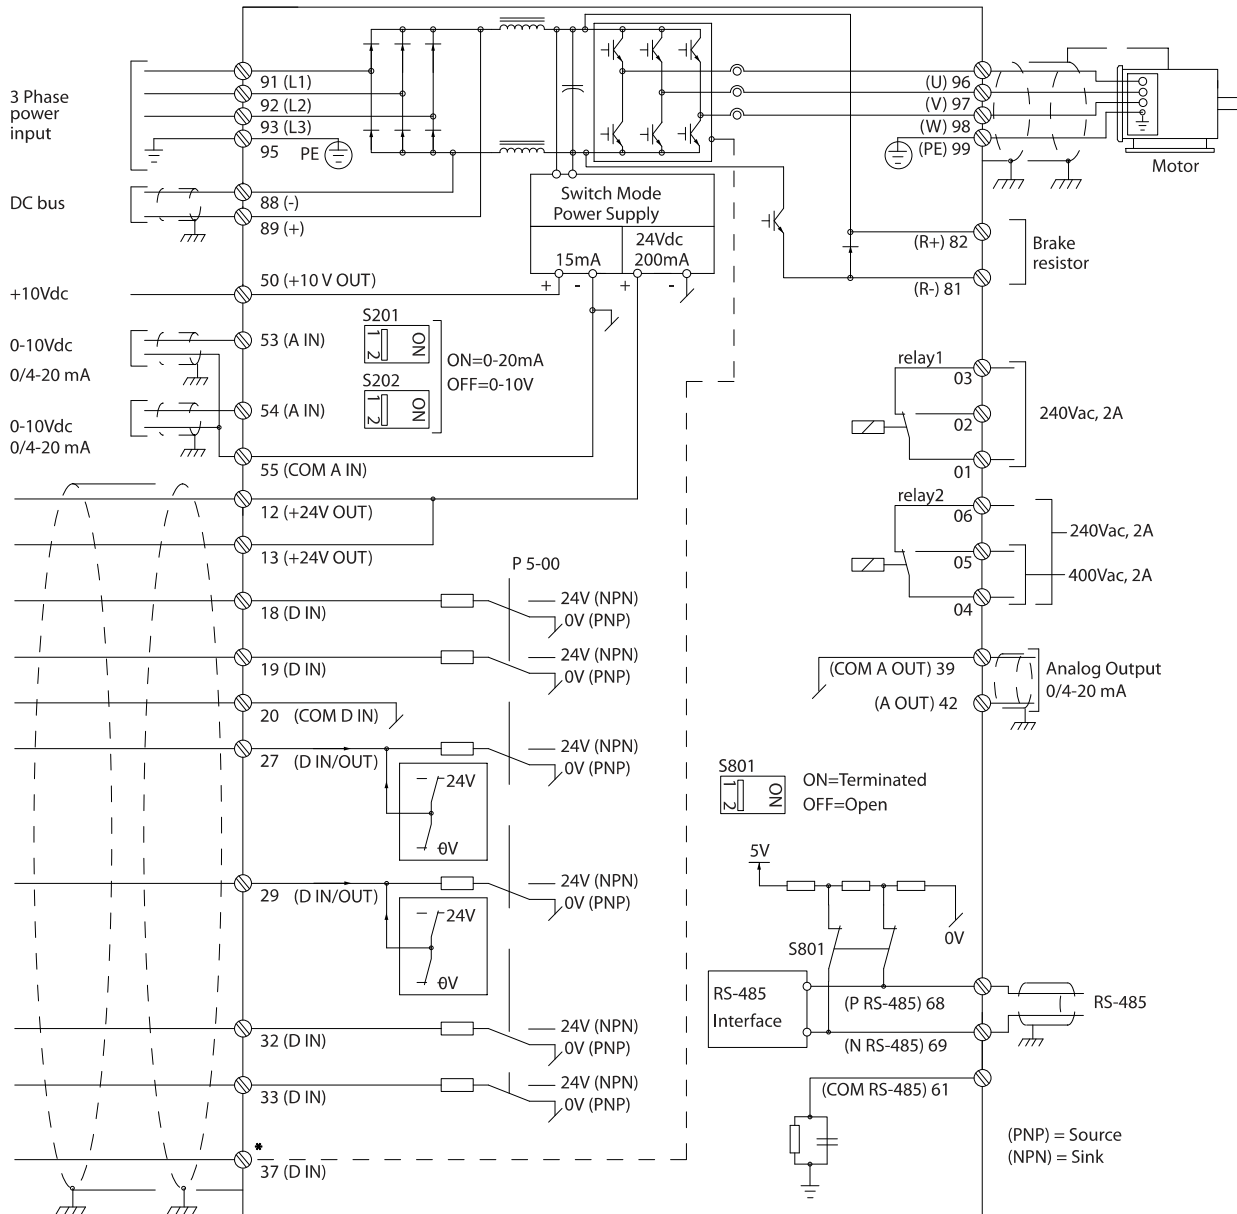 3 Phase
power
input
91 (L1)
92 (L2)
93 (L3)
95
PE
DC bus
88 (-)
89 (+)
Switch Mode
Power Supply
15mA
24Vdc
200mA
+
-
+
-
(U) 96
(V) 97
(W) 98
(PE) 99
Motor
(R+) 82
(R-) 81
Brake
resistor
+10Vdc
50 (+10 V OUT)
0-10Vdc
0/4-20 mA
53 (A IN)
0-10Vdc
0/4-20 mA
54 (A IN)
55 (COM A IN)
S201
1 2
ON
S202
1 2
ON
ON=0-20mA
OFF=0-10V
relay1
03
02
01
240Vac, 2A
relay2
06
05
04
240Vac, 2A
400Vac, 2A
12 (+24V OUT)
13 (+24V OUT)
P 5-00
18 (D IN)
24V (NPN)
0V (PNP)
19 (D IN)
24V (NPN)
0V (PNP)
20 (COM D IN)
27 (D IN/OUT)
24V (NPN)
0V (PNP)
24V
0V
29 (D IN/OUT)
24V (NPN)
0V (PNP)
24V
0V
32 (D IN)
24V (NPN)
0V (PNP)
33 (D IN)
24V (NPN)
0V (PNP)
*
37 (D IN)
(COM A OUT) 39
(A OUT) 42
Analog Output
0/4-20 mA
S801
1 2
ON
ON=Terminated
OFF=Open
5V
0V
S801
RS-485
Interface
(P RS-485) 68
(N RS-485) 69
RS-485
(COM RS-485) 61
(PNP) = Source
(NPN) = Sink